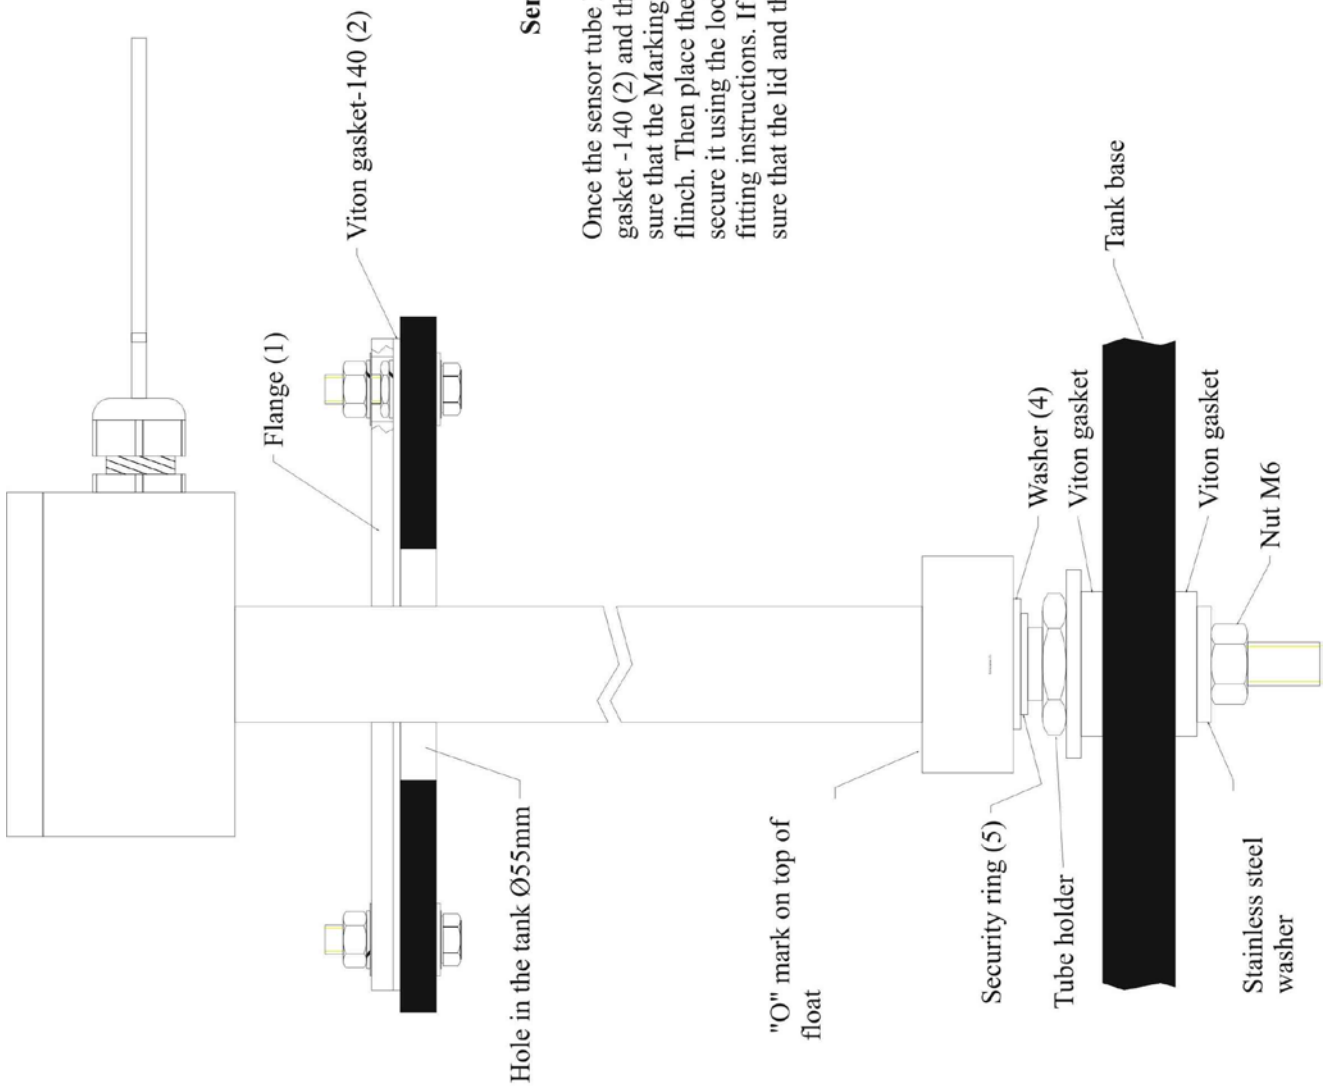 Viton gasket-140 (2)
Flange (1)
Hole in the tank Ø55mm
Once the sensor tube
gasket -140 (2) and
sure that the Marking
flinch. Then place the
secure it using the
fitting instructions. If
sure that the lid and
"O" mark on top of
float
Security ring (5)
Tube holder
Washer (4)
Viton gasket
Tank base
Viton gasket
Nut M6
Stainless steel
washer